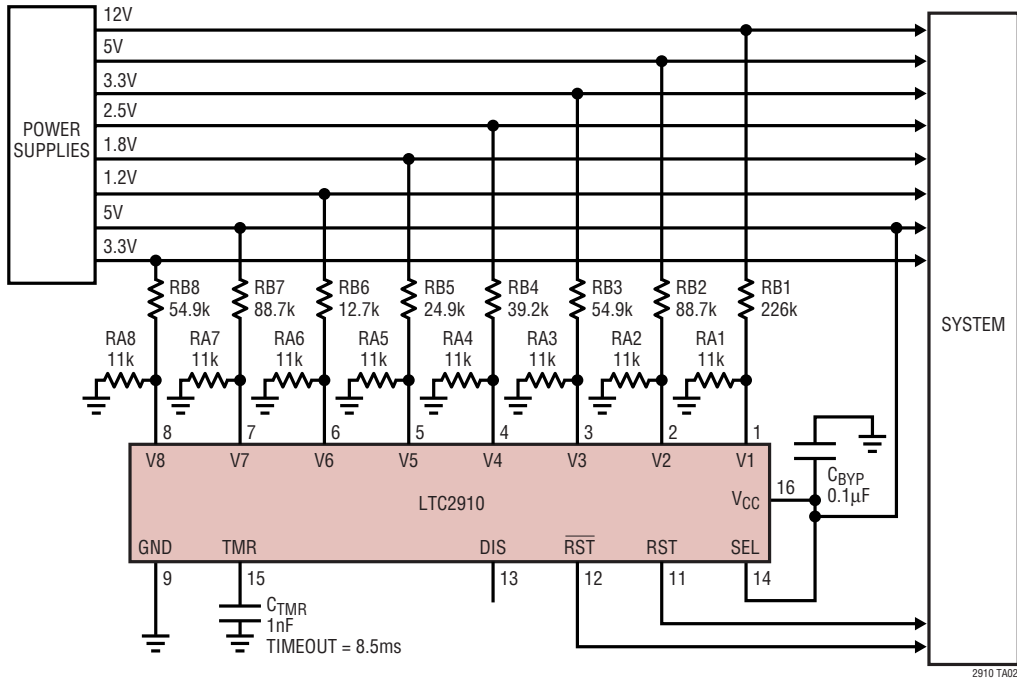 12V
5V
3.3V
2.5V
1.8V
1.2V
5V
3.3V
POWER
SUPPLIES
SYSTEM
RB8
54.9k
RB7
88.7k
RB6
12.7k
RB5
24.9k
RB4
39.2k
RB3
54.9k
RB2
88.7k
RB1
226k
RA8
11k
RA7
11k
RA6
11k
RA5
11k
RA4
11k
RA3
11k
RA2
11k
RA1
11k
8 7 6 5 4 3 2 1
V8 V7 V6 V5 V4 V3 V2 V1
CBYP
0.1µF
16
VCC
LTC2910
GND TMR DIS RST RST SEL
9 15 13 12 11 14
CTMR
1nF
TIMEOUT = 8.5ms
2910 TA02